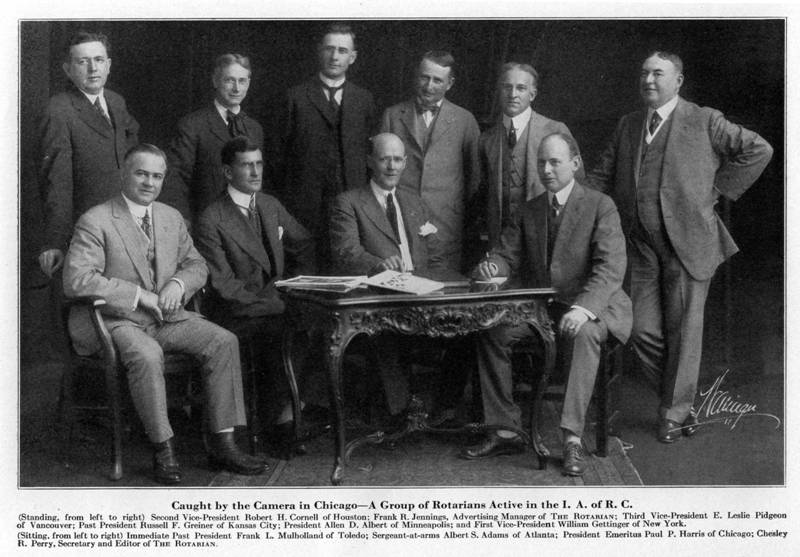 Caught by the Camera in Chicago—A Group of Rotarians Active in the I. A. of R. C.
(Standing, from left to right) Second Vice-President Robert H. Cornell of Houston; Frank R. Jennings, Advertising Manager of THE ROTARIAN; Third Vice-President E. Leslie Pidgeon
of Vancouver; Past President Russell F. Greiner of Kansas City; President Allen D. Albert of Minneapolis; and First Vice-President William Gettinger of New York.
(Sitting, from left to right) Immediate Past President Frank L. Mulholland of Toledo; Sergeant-at-arms Albert S. Adams of Atlanta; President Emeritus Paul P. Harris of Chicago; Chesley
R. Perry, Secretary and Editor of THE ROTARIAN.